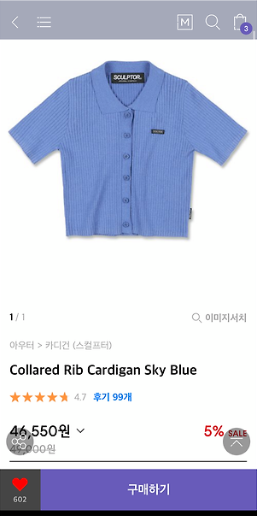 M
3
SCULPTOR
1 / 1
이미지서치
아우터 > 카디건 (스컬프터)
Collared Rib Cardigan Sky Blue
4.7 후기 99개
46,550원 5% SALE
49,000원
602
구매하기